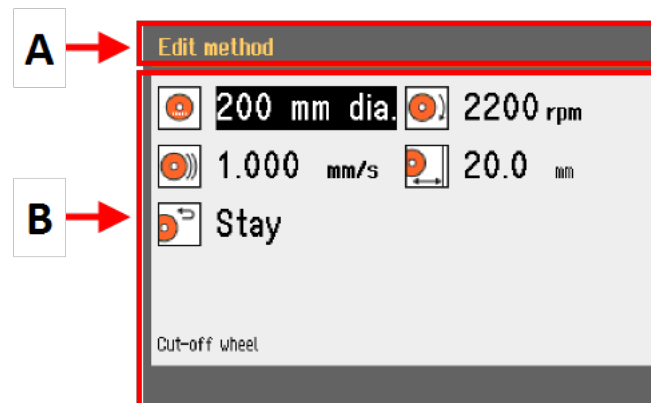 A
Edit method
200 mm dia. 2200 rpm
1.000 mm/s 20.0 mm
B
Stay
Cut-off wheel